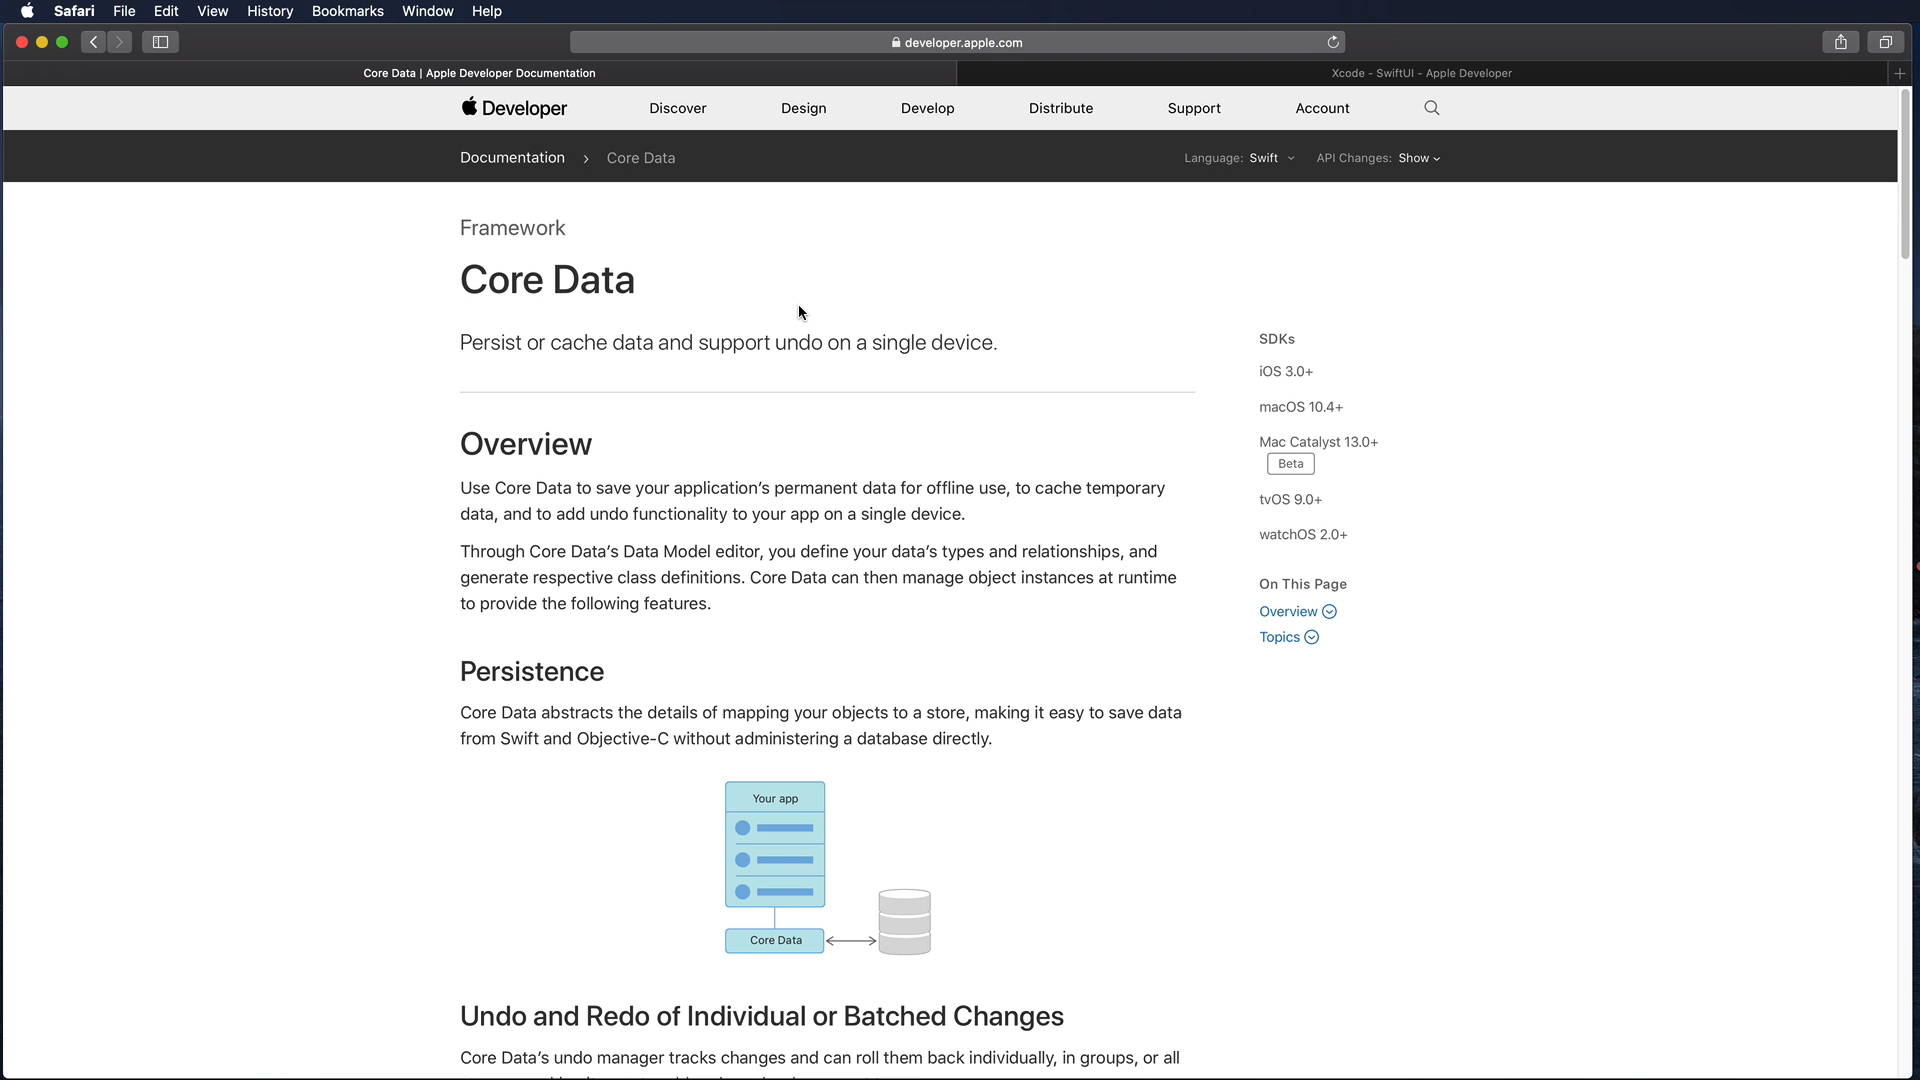 Safari File Edit View History Bookmarks Window Help
developer.apple.com
Core Data | Apple Developer Documentation
Xcode - SwiftUI - Apple Developer
Developer Discover Design Develop Distribute Support Account
Documentation › Core Data
Language: Swift API Changes: Show
Framework
Core Data
Persist or cache data and support undo on a single device.
Overview
Use Core Data to save your application’s permanent data for offline use, to cache temporary
data, and to add undo functionality to your app on a single device.
Through Core Data’s Data Model editor, you define your data’s types and relationships, and
generate respective class definitions. Core Data can then manage object instances at runtime
to provide the following features.
Persistence
Core Data abstracts the details of mapping your objects to a store, making it easy to save data
from Swift and Objective-C without administering a database directly.
Your app
Core Data
Undo and Redo of Individual or Batched Changes
Core Data’s undo manager tracks changes and can roll them back individually, in groups, or all
SDKs
iOS 3.0+
macOS 10.4+
Mac Catalyst 13.0+
Beta
tvOS 9.0+
watchOS 2.0+
On This Page
Overview
Topics